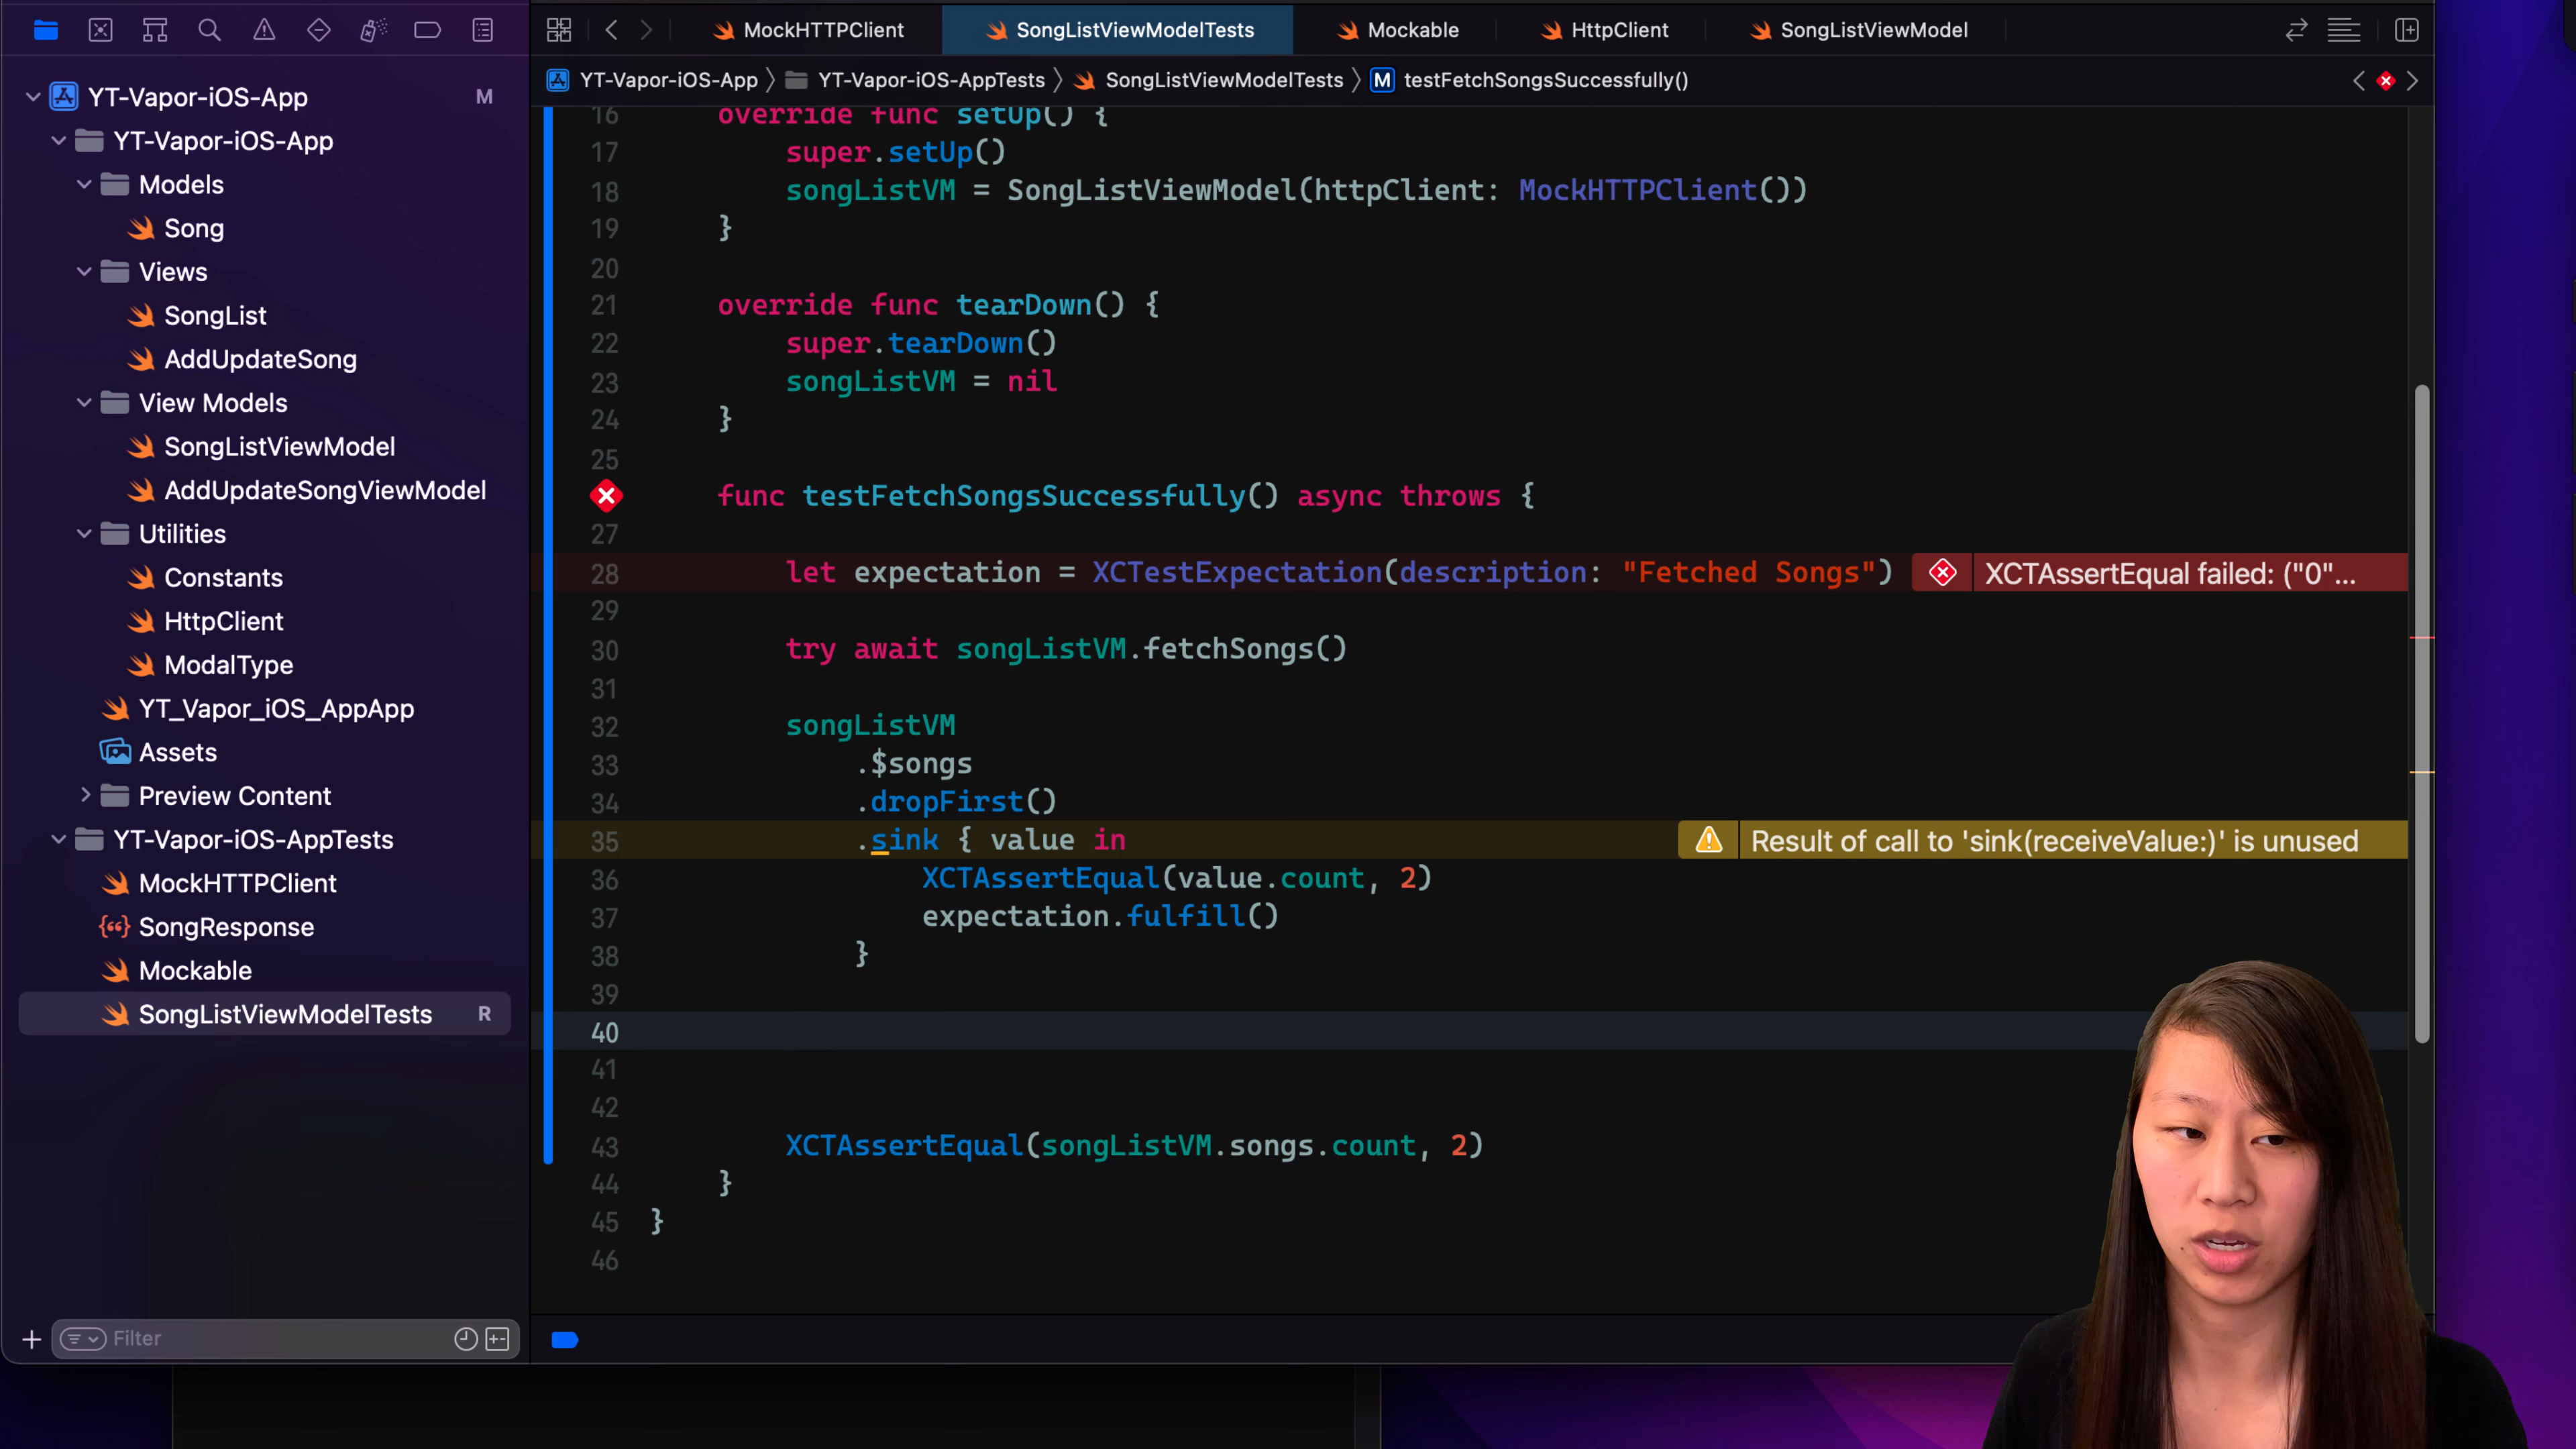 MockHTTPClient
SongListViewModelTests
Mockable
HttpClient
SongListViewModel
YT-Vapor-iOS-App
YT-Vapor-iOS-AppTests
SongListViewModelTests
M
testFetchSongsSuccessfully()
YT-Vapor-iOS-App
M
YT-Vapor-iOS-App
Models
Song
Views
SongList
AddUpdateSong
View Models
SongListViewModel
AddUpdateSongViewModel
Utilities
Constants
HttpClient
ModalType
YT_Vapor_iOS_AppApp
Assets
Preview Content
YT-Vapor-iOS-AppTests
MockHTTPClient
SongResponse
Mockable
SongListViewModelTests
R
Filter
16 override func setUp() {
17 super.setUp()
18 songListVM = SongListViewModel(httpClient: MockHTTPClient())
19 }
20
21 override func tearDown() {
22 super.tearDown()
23 songListVM = nil
24 }
25
func testFetchSongsSuccessfully() async throws {
27
28 let expectation = XCTestExpectation(description: "Fetched Songs")
XCTAssertEqual failed: ("0"...
29
30 try await songListVM.fetchSongs()
31
32 songListVM
33 .$songs
34 .dropFirst()
35 .sink { value in
Result of call to 'sink(receiveValue:)' is unused
36 XCTAssertEqual(value.count, 2)
37 expectation.fulfill()
38 }
39
40
41
42
43 XCTAssertEqual(songListVM.songs.count, 2)
44 }
45 }
46